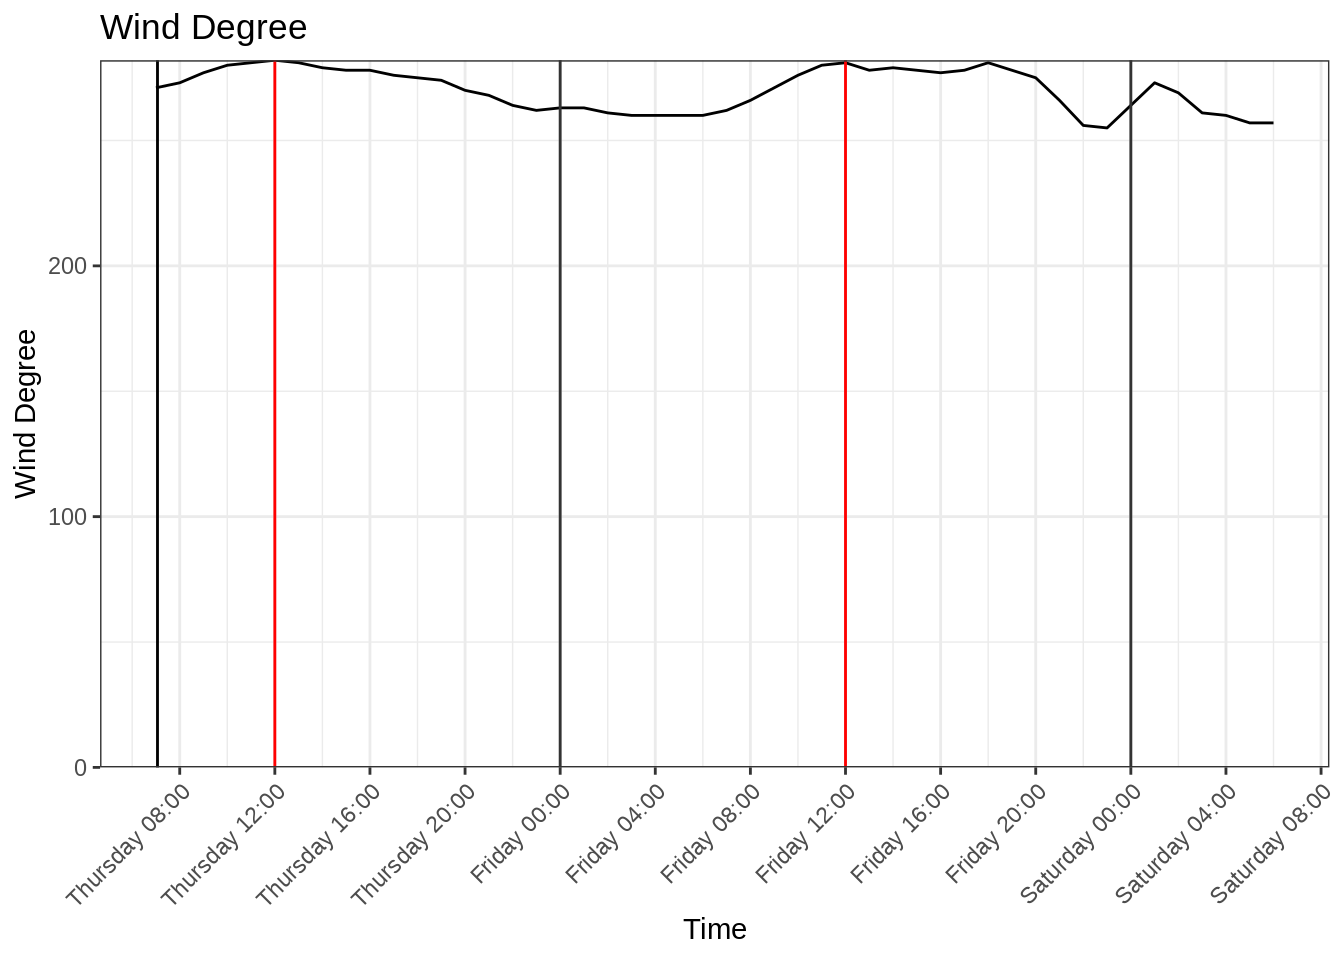 Wind Degree
Wind Degree
200
100
0
Thursday 08:00
Thursday 12:00
Thursday 16:00
Thursday 20:00
Friday 00:00
Friday 04:00
Friday 08:00
Friday 12:00
Friday 16:00
Friday 20:00
Saturday 00:00
Saturday 04:00
Saturday 08:00
Time